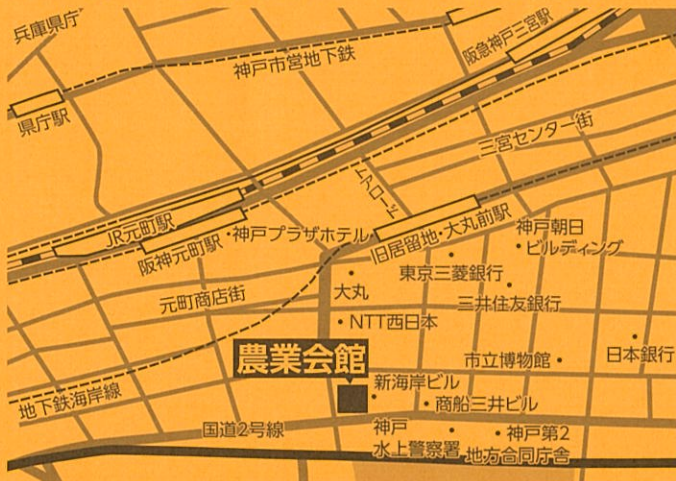 兵庫県庁
神戸市営地下鉄
阪急神戸三宮駅
県庁駅
三宮センター街
トアロード
JR元町駅
阪神元町駅
神戸プラザホテル
旧居留地・大丸前駅
神戸朝日
ビルディング
東京三菱銀行
大丸
三井住友銀行
元町商店街
NTT西日本
農業会館
市立博物館
日本銀行
新海岸ビル
商船三井ビル
地下鉄海岸線
国道2号線
神戸
水上警察署
神戸第2
地方合同庁舎